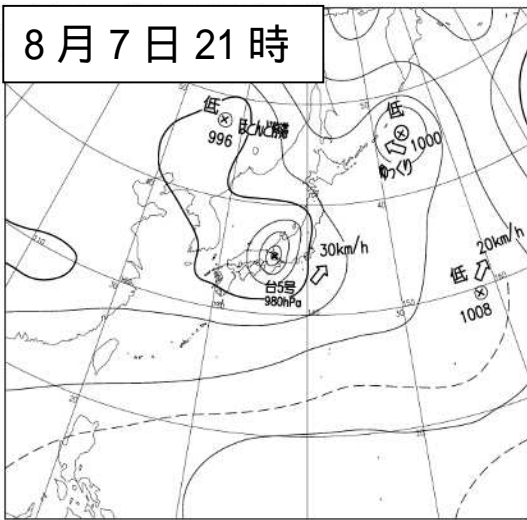 8月7日21時
低
996
ほとんど停滞
低
1000
ゆっくり
30km/h
台5号
980hPa
20km/h
低
1008